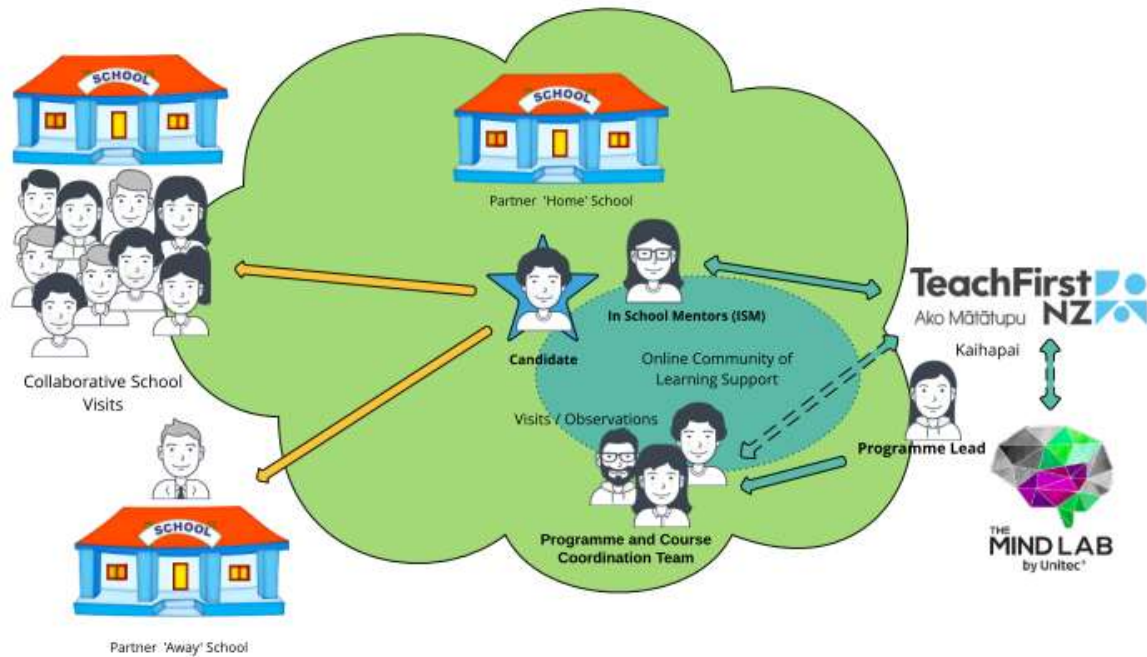 SCHOOL
SCHOOL
Partner 'Home' School
In School Mentors (ISM)
Candidate
Online Community of
Learning Support
Visits / Observations
Programme and Course
Coordination Team
Collaborative School
Visits
SCHOOL
Partner 'Away' School
TeachFirst
NZ
Ako Mātātupu
Kaihapai
Programme Lead
THE
MIND LAB
by Unitec